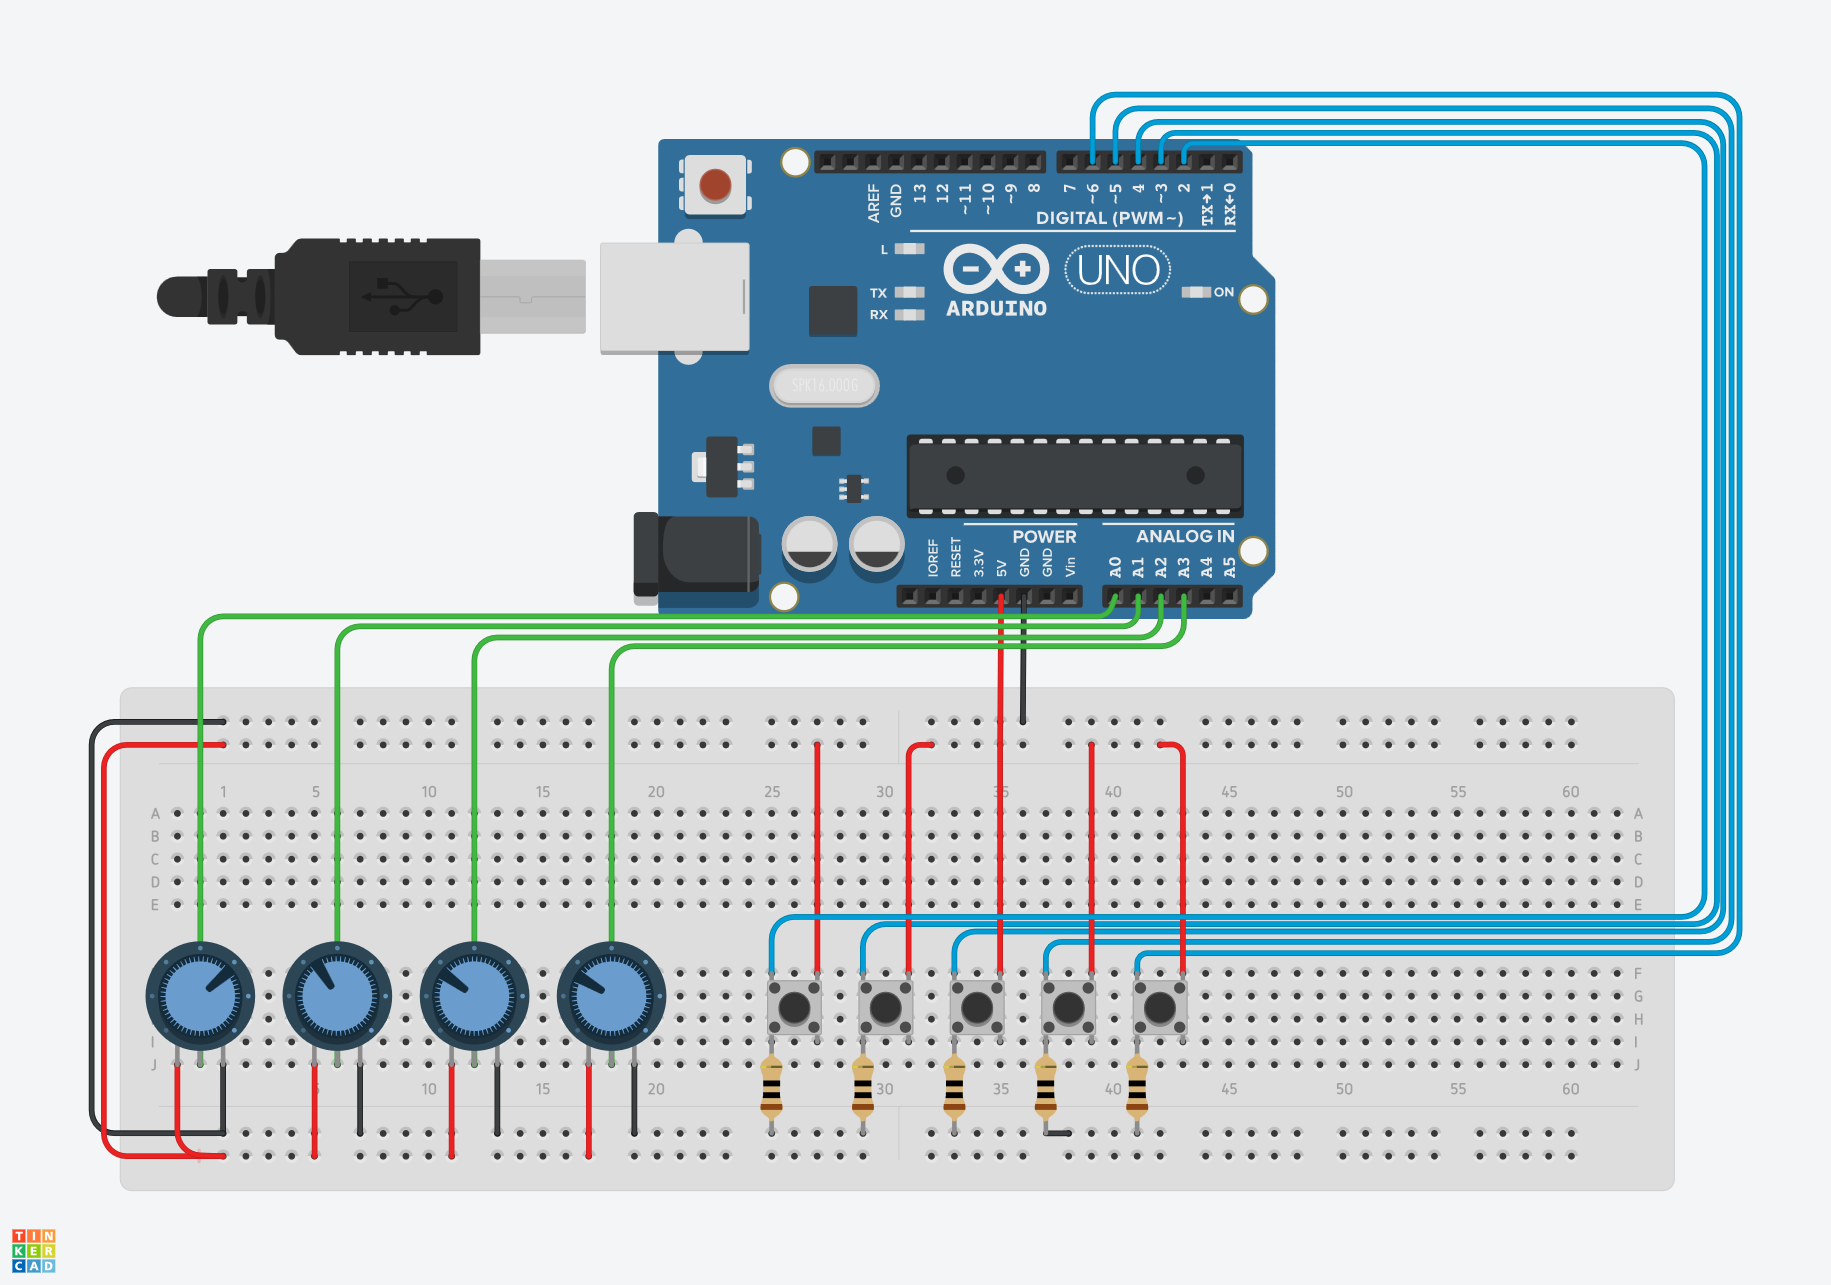 AREF GND 13 12 ~11 ~10 ~9 8 7 ~6 ~5 4 ~3 2 TX→1 RX←0
DIGITAL (PWM~)
L
TX
RX
ARDUINO
UNO
ON
SPK16.000G
POWER
ANALOG IN
IOREF RESET 3.3V 5V GND GND Vin A0 A1 A2 A3 A4 A5
1 5 10 15 20 25 30 35 40 45 50 55 60
A A
B B
C C
D D
E E
F
G
H
I I
J J
5 10 15 20 30 35 40 45 50 55 60
TIN
KER
CAD